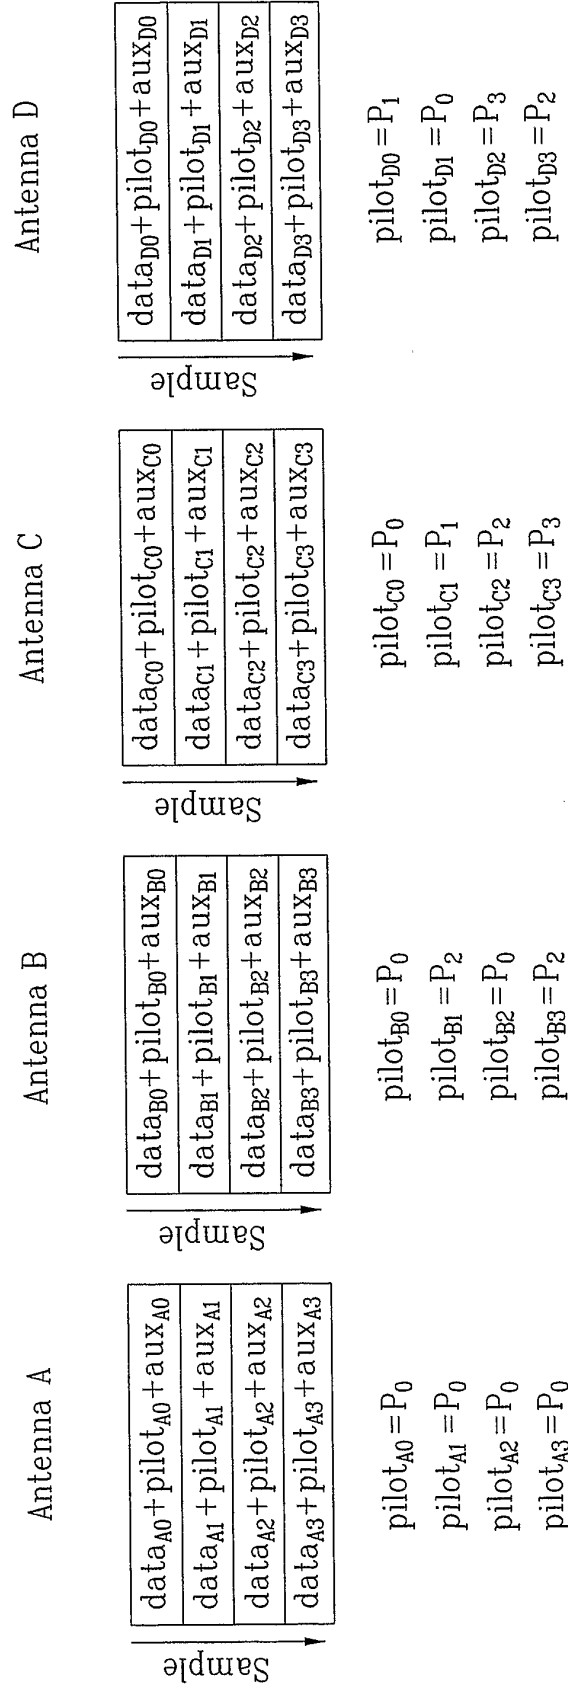 Antenna A
Sample
data_A0+pilot_A0+aux_A0
data_A1+pilot_A1+aux_A1
data_A2+pilot_A2+aux_A2
data_A3+pilot_A3+aux_A3
pilot_A0=P_0
pilot_A1=P_0
pilot_A2=P_0
pilot_A3=P_0
Antenna B
Sample
data_B0+pilot_B0+aux_B0
data_B1+pilot_B1+aux_B1
data_B2+pilot_B2+aux_B2
data_B3+pilot_B3+aux_B3
pilot_B0=P_0
pilot_B1=P_2
pilot_B2=P_0
pilot_B3=P_2
Antenna C
Sample
data_C0+pilot_C0+aux_C0
data_C1+pilot_C1+aux_C1
data_C2+pilot_C2+aux_C2
data_C3+pilot_C3+aux_C3
pilot_C0=P_0
pilot_C1=P_1
pilot_C2=P_2
pilot_C3=P_3
Antenna D
Sample
data_D0+pilot_D0+aux_D0
data_D1+pilot_D1+aux_D1
data_D2+pilot_D2+aux_D2
data_D3+pilot_D3+aux_D3
pilot_D0=P_1
pilot_D1=P_0
pilot_D2=P_3
pilot_D3=P_2